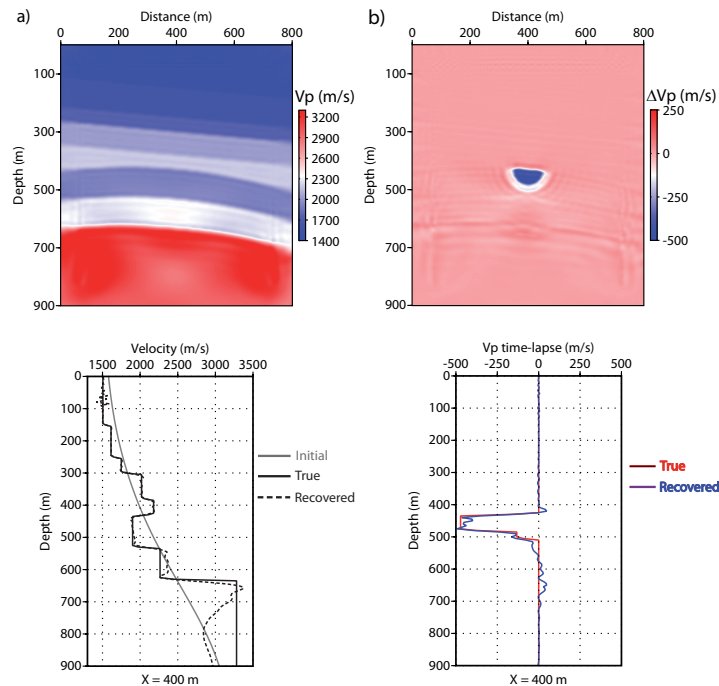 a)
Distance (m)
0 200 400 600 800
100
300
500
700
900
Depth (m)
Vp (m/s)
3200
2900
2600
2300
2000
1700
1400
b)
Distance (m)
0 200 400 600 800
100
300
500
700
900
Depth (m)
ΔVp (m/s)
250
0
-250
-500
Velocity (m/s)
1500 2000 2500 3000 3500
0
100
200
300
400
500
600
700
800
900
Depth (m)
X = 400 m
Initial
True
Recovered
Vp time-lapse (m/s)
-500 -250 0 250 500
0
100
200
300
400
500
600
700
800
900
Depth (m)
X = 400 m
True
Recovered